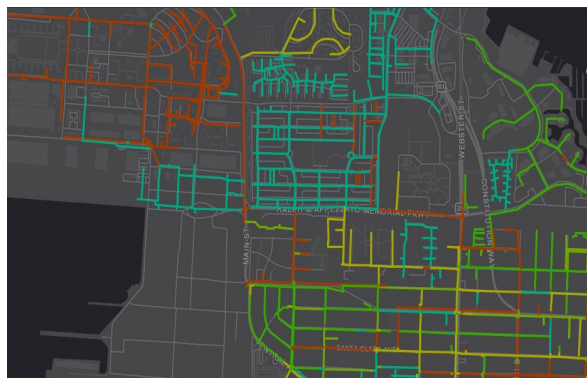 WEBSTER ST
CONSTITUTION WAY
RALPH M APPEZZATO MEMORIAL PKWY
MAIN ST
SANTA CLARA AVE